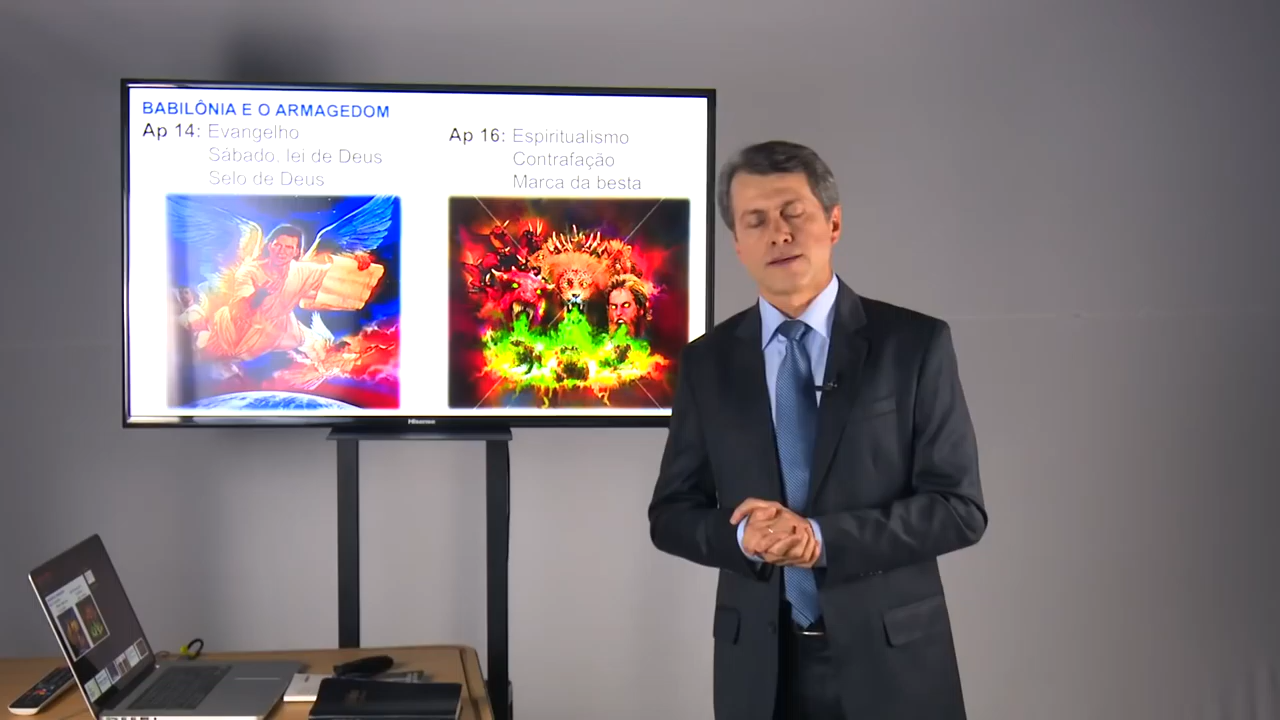 BABILÔNIA E O ARMAGEDOM
Ap 14: Evangelho
Sábado, lei de Deus
Selo de Deus
Ap 16: Espiritualismo
Contrafação
Marca da besta
Hisense